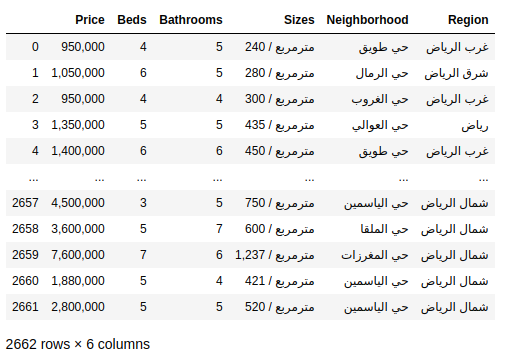 Price Beds Bathrooms Sizes Neighborhood Region
0 950,000 4 5 240 / مترمربع حي طويق غرب الرياض
1 1,050,000 6 5 280 / مترمربع حي الرمال شرق الرياض
2 950,000 4 4 300 / مترمربع حي الغروب غرب الرياض
3 1,350,000 5 5 435 / مترمربع حي العوالي رياض
4 1,400,000 6 6 450 / مترمربع حي طويق غرب الرياض
... ... ... ... ... ... ...
2657 4,500,000 3 5 750 / مترمربع حي الياسمين شمال الرياض
2658 3,600,000 5 7 600 / مترمربع حي الملقا شمال الرياض
2659 7,600,000 7 6 1,237 / مترمربع حي المغرزات شمال الرياض
2660 1,880,000 5 4 421 / مترمربع حي الياسمين شمال الرياض
2661 2,800,000 5 5 520 / مترمربع حي الياسمين شمال الرياض
2662 rows × 6 columns